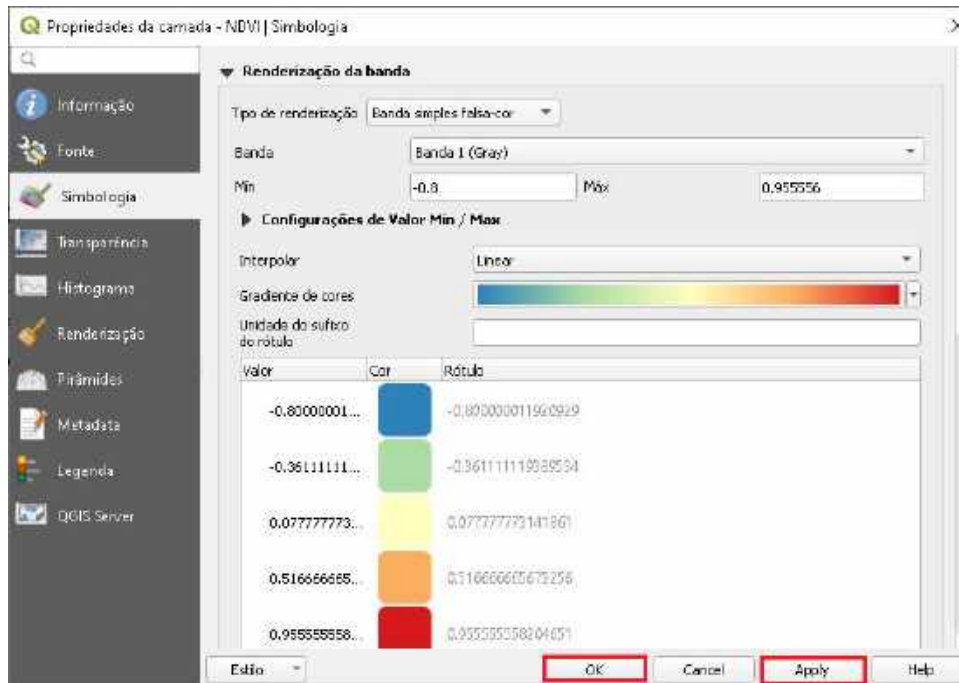 Propriedades da camada - NDVI | Simbologia
Informação
Fonte
Simbologia
Transparência
Histograma
Renderização
Pirâmides
Metadata
Legenda
QGIS Server
Renderização da banda
Tipo de renderização Banda simples falsa-cor
Banda Banda 1 (Gray)
Mín -0.8 Máx 0.955556
Configurações de Valor Mín / Max
Interpolar Linear
Gradiente de cores
Unidade do sufixo
do rótulo
Valor Cor Rótulo
-0.80000001... -0,800000011920929
-0.36111111... -0,361111119389534
0.077777773... 0,077777773141861
0.516666665... 0,516666665673256
0.955555558... 0,955555558204651
Estilo OK Cancel Apply Help